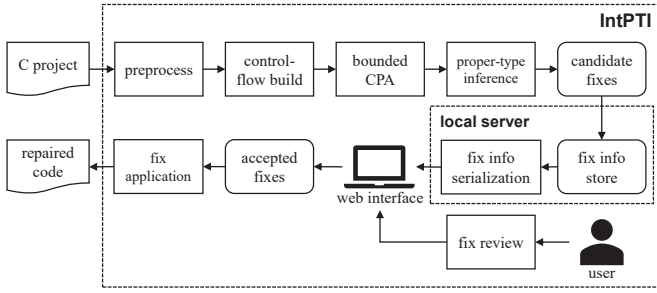 IntPTI
C project
preprocess
control-
flow build
bounded
CPA
proper-type
inference
candidate
fixes
local server
repaired
code
fix
application
accepted
fixes
web interface
fix info
serialization
fix info
store
fix review
user